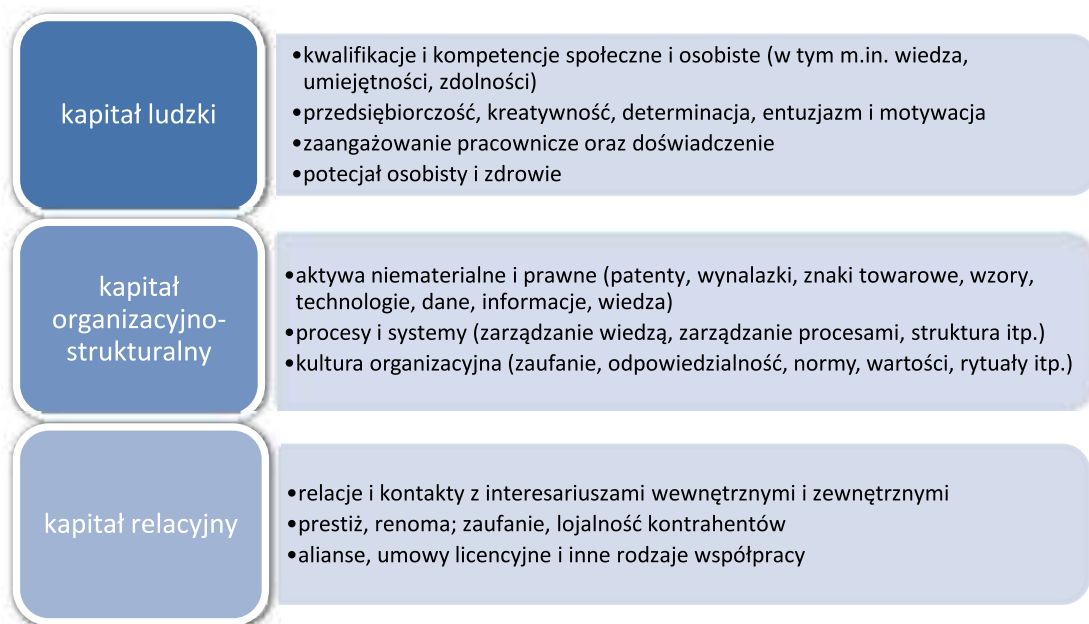 kapitał ludzki
•kwalifikacje i kompetencje społeczne i osobiste (w tym m.in. wiedza,
umiejętności, zdolności)
•przedsiębiorczość, kreatywność, determinacja, entuzjazm i motywacja
•zaangażowanie pracownicze oraz doświadczenie
•potecjał osobisty i zdrowie
kapitał
organizacyjno-
strukturalny
•aktywa niematerialne i prawne (patenty, wynalazki, znaki towarowe, wzory,
technologie, dane, informacje, wiedza)
•procesy i systemy (zarządzanie wiedzą, zarządzanie procesami, struktura itp.)
•kultura organizacyjna (zaufanie, odpowiedzialność, normy, wartości, rytuały itp.)
kapitał relacyjny
•relacje i kontakty z interesariuszami wewnętrznymi i zewnętrznymi
•prestiż, renoma; zaufanie, lojalność kontrahentów
•alianse, umowy licencyjne i inne rodzaje współpracy